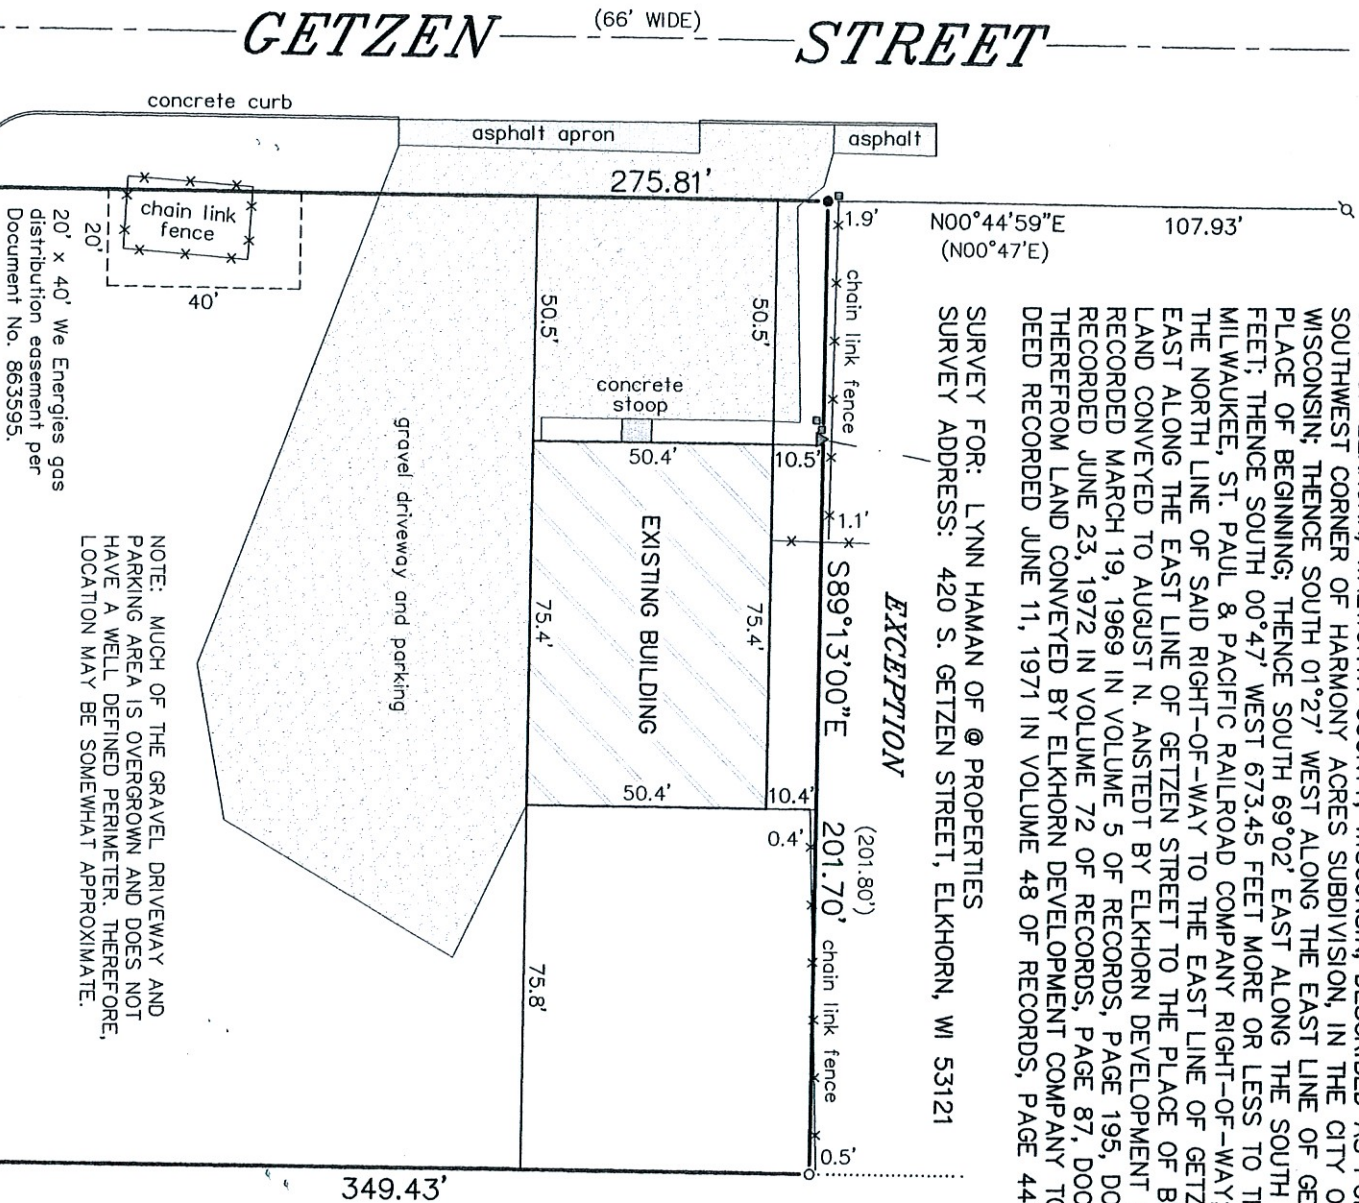 GETZEN STREET
(66' WIDE)
concrete curb
asphalt apron
asphalt
275.81'
N00°44'59"E
(N00°47'E)
107.93'
chain link
fence
20'
40'
20' x 40' We Energies gas
distribution easement per
Document No. 863595.
1.9'
chain link fence
50.5'
50.5'
concrete
stoop
50.4'
10.5'
1.1'
gravel driveway and parking
EXISTING BUILDING
75.4'
75.4'
50.4'
10.4'
0.4'
S89°13'00"E
201.70'
(201.80')
chain link fence
0.5'
75.8'
349.43'
EXCEPTION
NOTE: MUCH OF THE GRAVEL DRIVEWAY AND
PARKING AREA IS OVERGROWN AND DOES NOT
HAVE A WELL DEFINED PERIMETER. THEREFORE,
LOCATION MAY BE SOMEWHAT APPROXIMATE.
SOUTHWEST CORNER OF HARMONY ACRES SUBDIVISION, IN THE CITY O
WISCONSIN; THENCE SOUTH 01°27' WEST ALONG THE EAST LINE OF GE
PLACE OF BEGINNING; THENCE SOUTH 69°02' EAST ALONG THE SOUTH
FEET; THENCE SOUTH 00°47' WEST 673.45 FEET MORE OR LESS TO T
MILWAUKEE, ST. PAUL & PACIFIC RAILROAD COMPANY RIGHT-OF-WAY;
THE NORTH LINE OF SAID RIGHT-OF-WAY TO THE EAST LINE OF GETZ
EAST ALONG THE EAST LINE OF GETZEN STREET TO THE PLACE OF B
LAND CONVEYED TO AUGUST N. ANSTEDT BY ELKHORN DEVELOPMENT
RECORDED MARCH 19, 1969 IN VOLUME 5 OF RECORDS, PAGE 195, DO
RECORDED JUNE 23, 1972 IN VOLUME 72 OF RECORDS, PAGE 87, DOC
THEREFROM LAND CONVEYED BY ELKHORN DEVELOPMENT COMPANY TO
DEED RECORDED JUNE 11, 1971 IN VOLUME 48 OF RECORDS, PAGE 44
SURVEY FOR: LYNN HAMAN OF @ PROPERTIES
SURVEY ADDRESS: 420 S. GETZEN STREET, ELKHORN, WI 53121